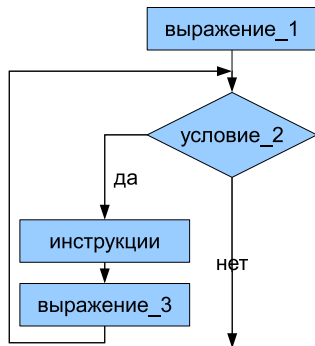 выражение_1
условие_2
да
инструкции
нет
выражение_3